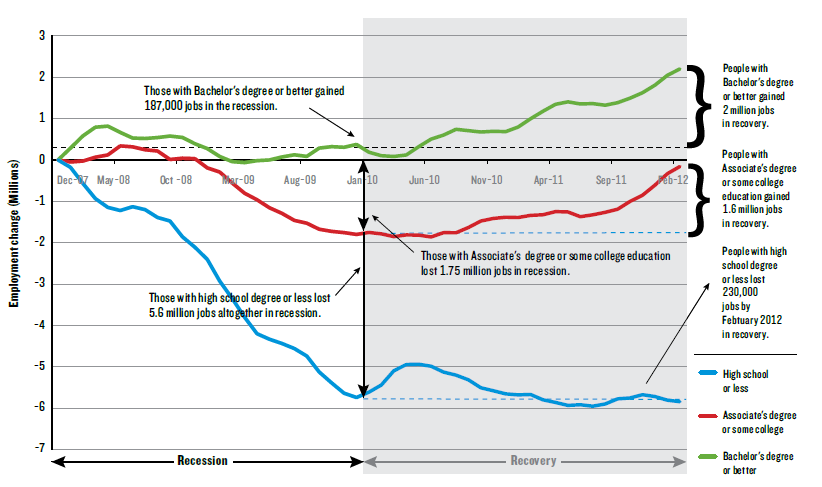 3
2
1
0
-1
-2
-3
-4
-5
-6
-7
Employment change (Millions)
Those with Bachelor's degree or better gained
187,000 jobs in the recession.
Dec-07 May-08 Oct-08 Mar-09 Aug-09 Jan-10 Jun-10 Nov-10 Apr-11 Sep-11 Feb-12
Those with Associate's degree or some college education
lost 1.75 million jobs in recession.
Those with high school degree or less lost
5.6 million jobs altogether in recession.
Recession
Recovery
People with
Bachelor's degree
or better gained
2 million jobs
in recovery.
People with
Associate's degree
or some college
education gained
1.6 million jobs
in recovery.
People with high
school degree
or less lost
230,000
jobs by
Febtuary 2012
in recovery.
High school
or less
Associate's degree
or some college
Bachelor's degree
or better